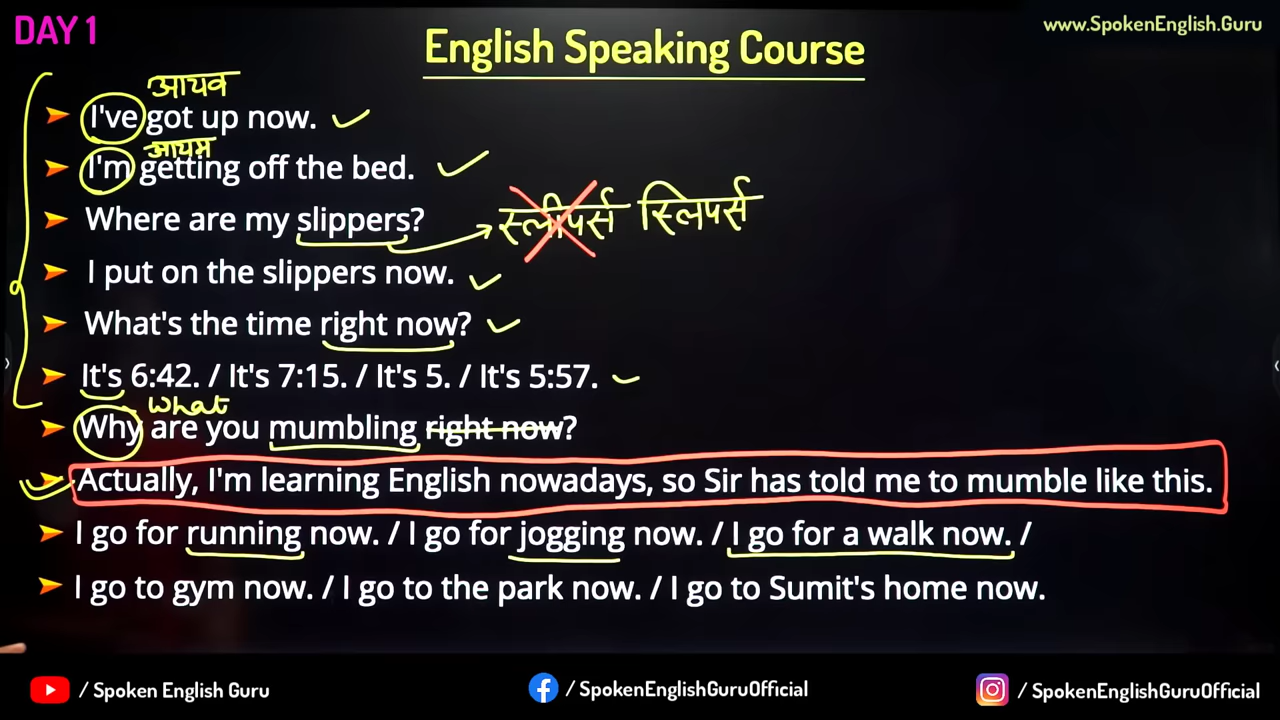 DAY 1
www.SpokenEnglish.Guru
English Speaking Course
आयव
I've got up now.
आयम
I'm getting off the bed.
Where are my slippers? स्लीपर्स स्लिपर्स
I put on the slippers now.
What's the time right now?
It's 6:42. / It's 7:15. / It's 5. / It's 5:57.
what
Why are you mumbling right now?
Actually, I'm learning English nowadays, so Sir has told me to mumble like this.
I go for running now. / I go for jogging now. / I go for a walk now. /
I go to gym now. / I go to the park now. / I go to Sumit's home now.
/ Spoken English Guru / SpokenEnglishGuruOfficial / SpokenEnglishGuruOfficial